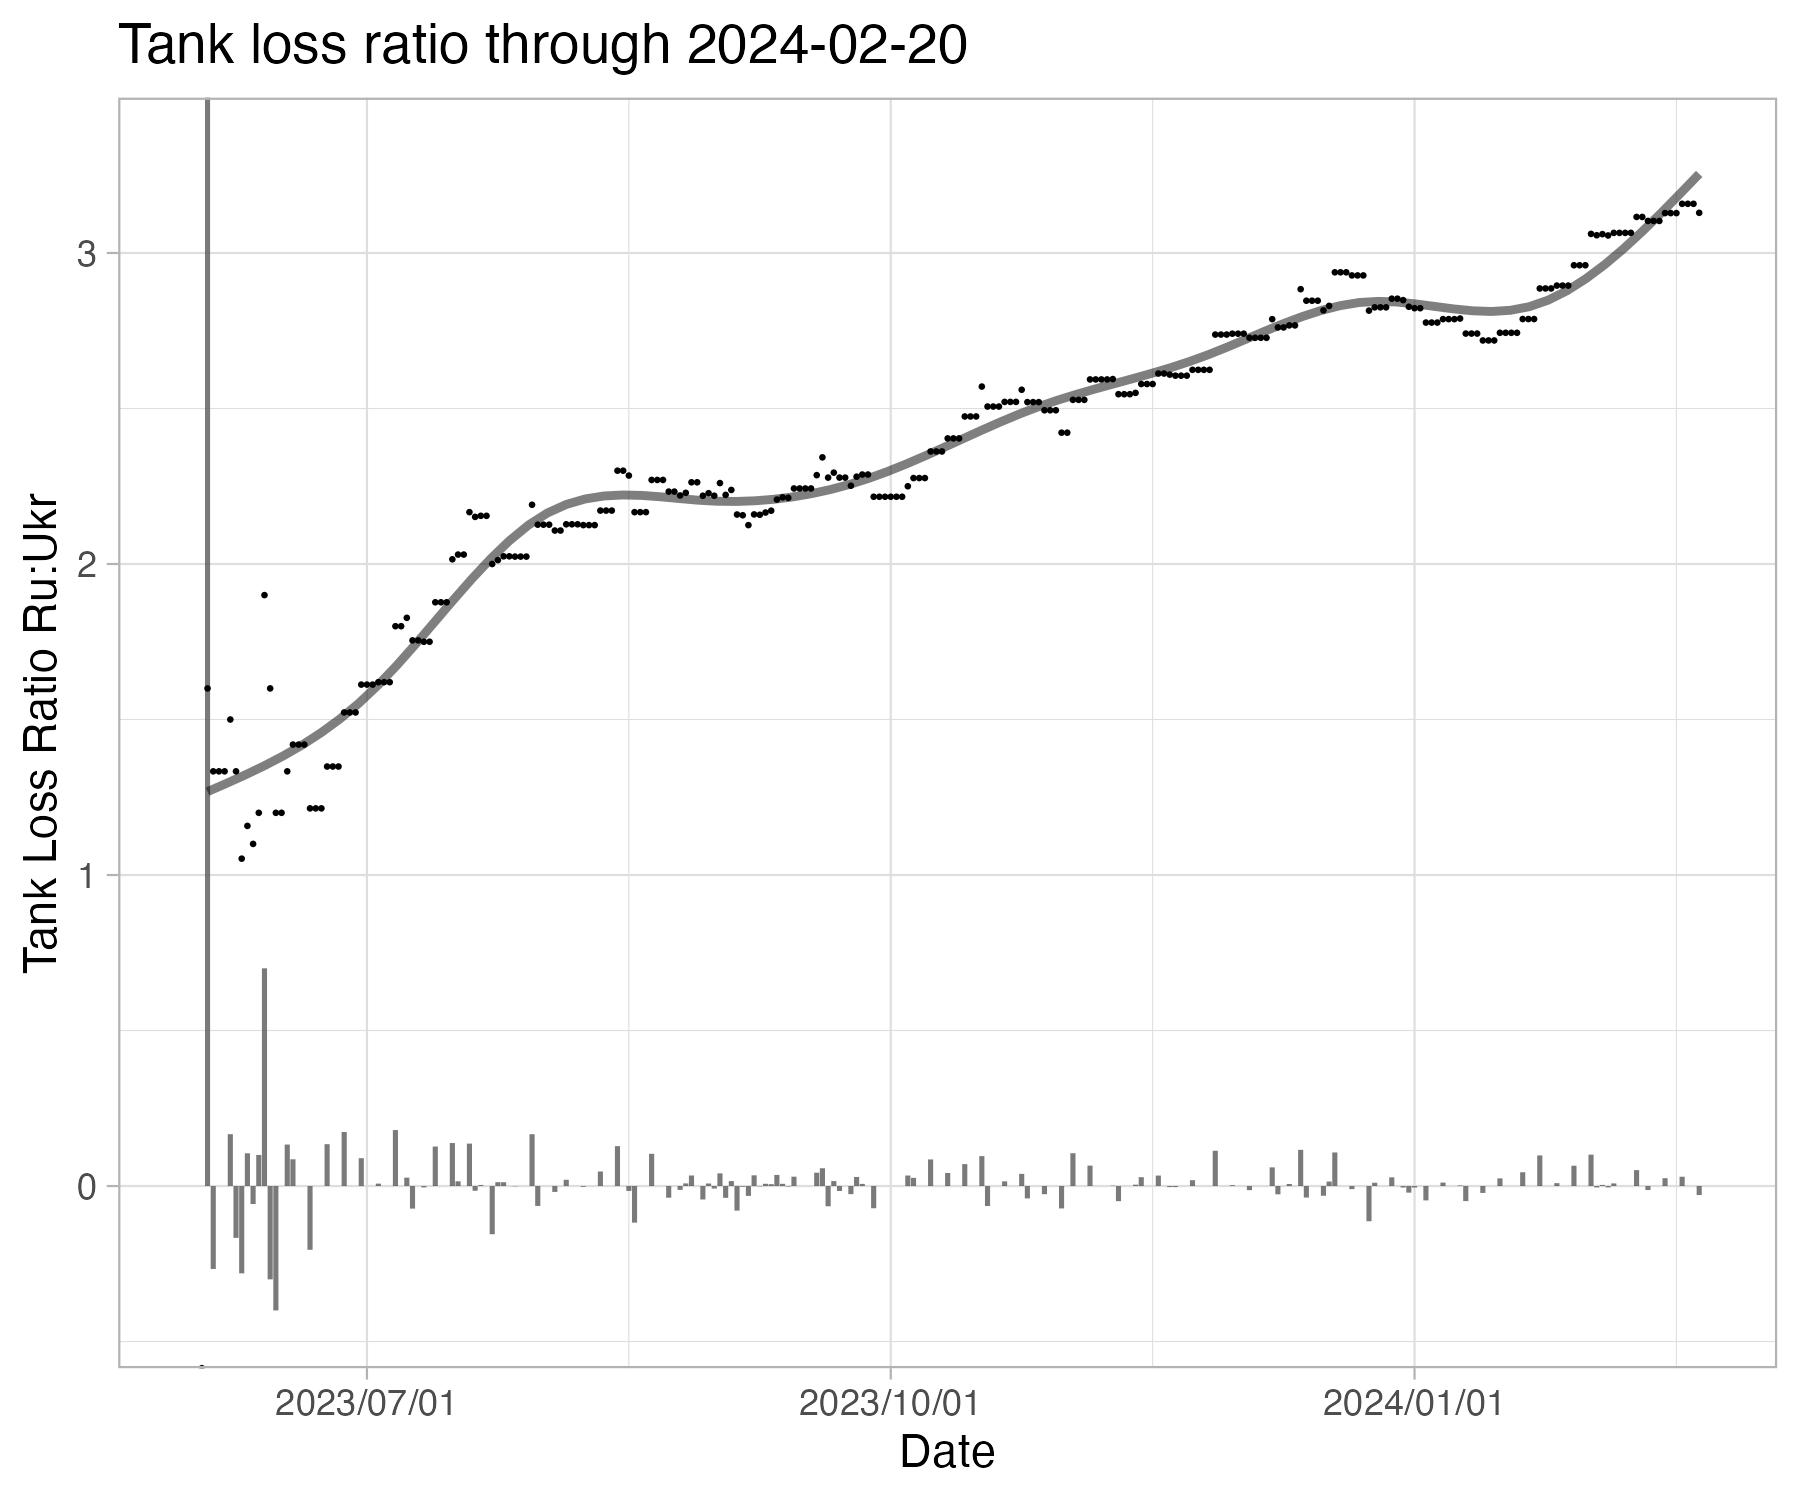 Tank loss ratio through 2024-02-20
Tank Loss Ratio Ru:Ukr
3
2
1
0
2023/07/01 2023/10/01 2024/01/01
Date